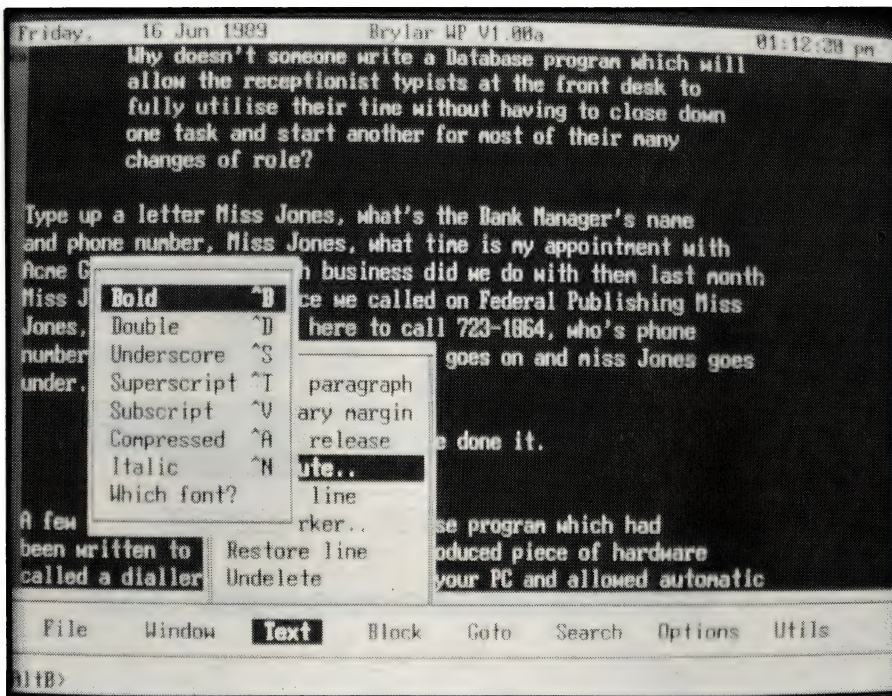 Friday, 16 Jun 1989 Brylar WP V1.00a 01:12:20 pm
Why doesn't someone write a Database program which will
allow the receptionist typists at the front desk to
fully utilise their time without having to close down
one task and start another for most of their many
changes of role?
Type up a letter Miss Jones, what's the Bank Manager's name
and phone number, Miss Jones, what time is my appointment with
Acme G h business did we do with them last month
Miss J ce we called on Federal Publishing Miss
Jones, here to call 723-1864, who's phone
number goes on and miss Jones goes
under.
e done it.
A few se program which had
been written to oduced piece of hardware
called a dialler your PC and allowed automatic
Bold ^B
Double ^D
Underscore ^S
Superscript ^T
Subscript ^V
Compressed ^A
Italic ^N
Which font?
paragraph
ary margin
release
ute..
line
rker..
Restore line
Undelete
File Window Text Block Goto Search Options Utils
AltB>